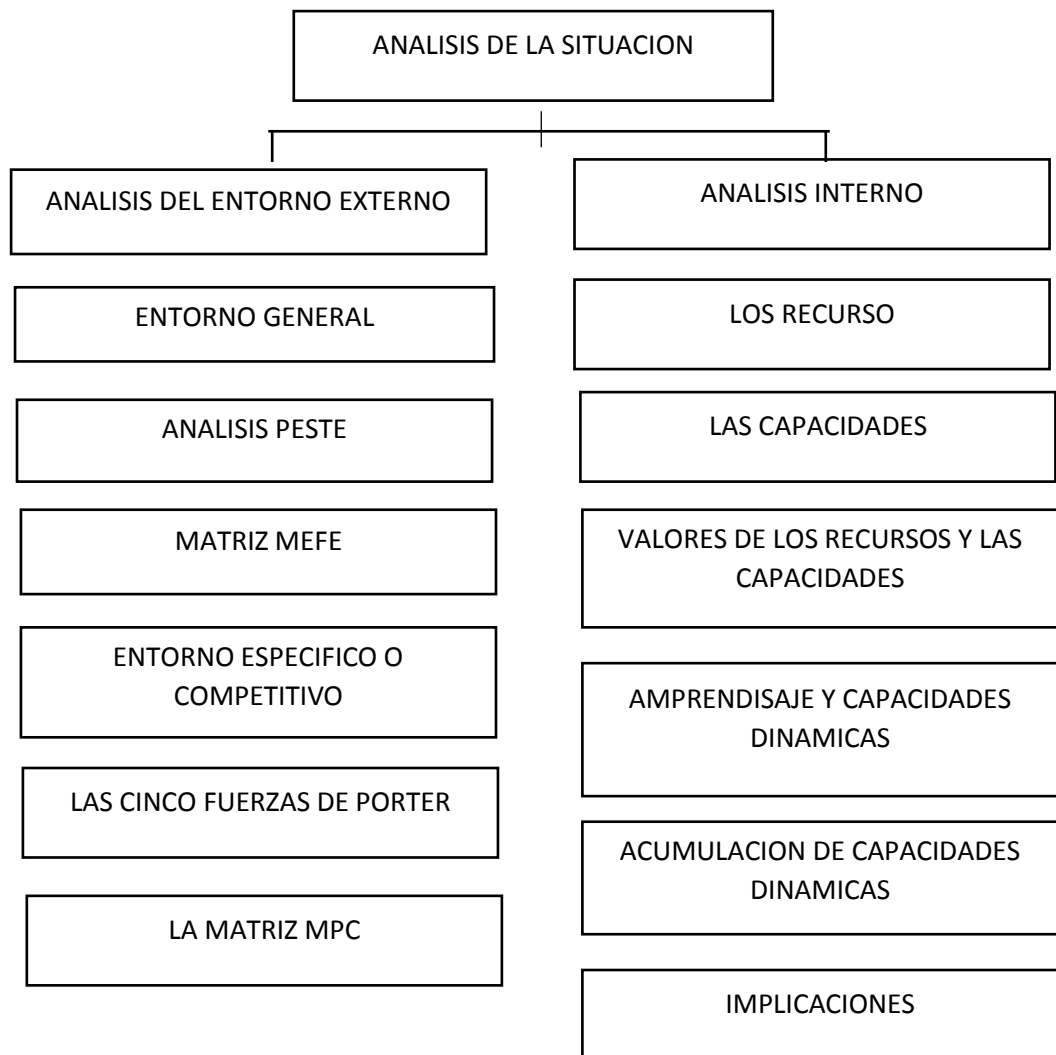 ANALISIS DE LA SITUACION
ANALISIS DEL ENTORNO EXTERNO
ENTORNO GENERAL
ANALISIS PESTE
MATRIZ MEFE
ENTORNO ESPECIFICO O
COMPETITIVO
LAS CINCO FUERZAS DE PORTER
LA MATRIZ MPC
ANALISIS INTERNO
LOS RECURSO
LAS CAPACIDADES
VALORES DE LOS RECURSOS Y LAS
CAPACIDADES
AMPRENDISAJE Y CAPACIDADES
DINAMICAS
ACUMULACION DE CAPACIDADES
DINAMICAS
IMPLICACIONES